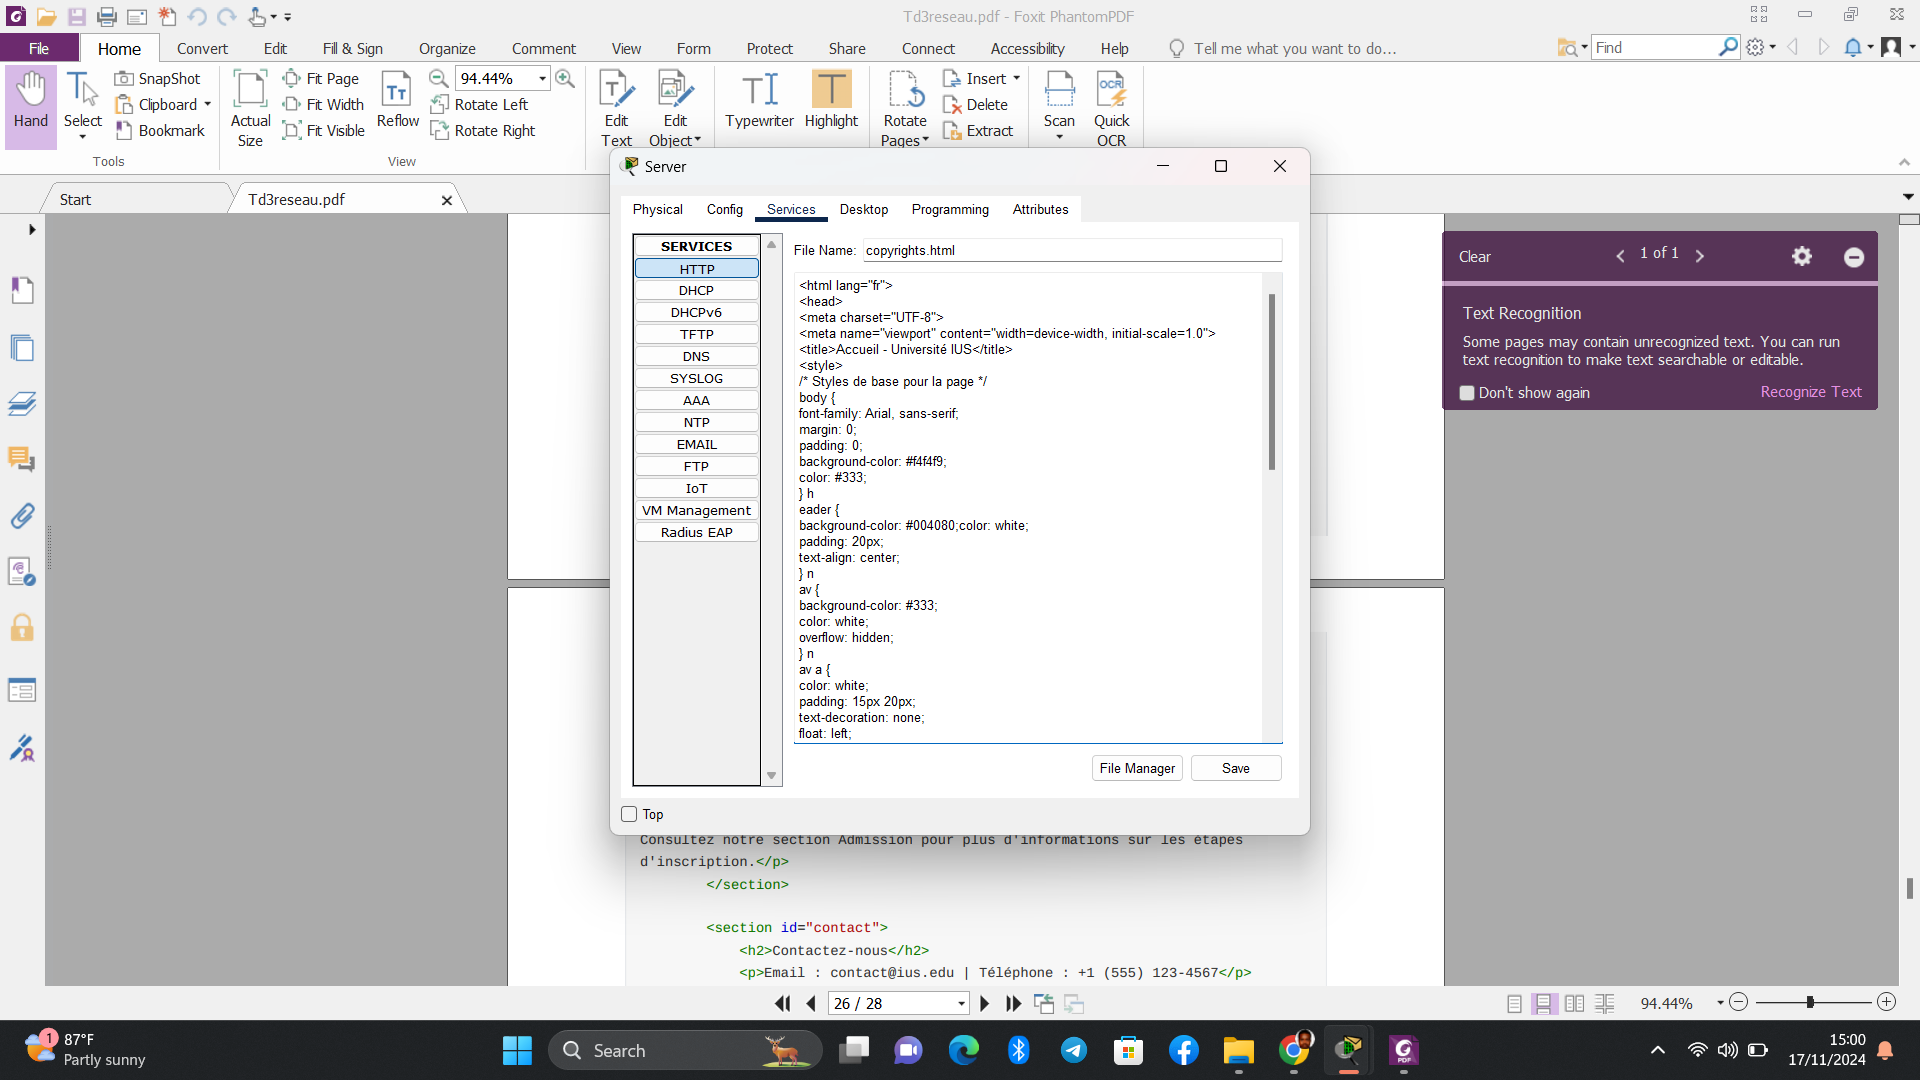 Td3reseau.pdf - Foxit PhantomPDF
File Home Convert Edit Fill & Sign Organize Comment View Form Protect Share Connect Accessibility Help Tell me what you want to do... Find
Hand
Select
SnapShot
Clipboard
Bookmark
Tools
Actual
Size
Fit Page
Fit Width
Fit Visible
Reflow
94.44%
Rotate Left
Rotate Right
View
Edit
Text
Edit
Object
Typewriter
Highlight
Rotate
Pages
Insert
Delete
Extract
Scan
Quick
OCR
Start
Td3reseau.pdf
Server
Physical Config Services Desktop Programming Attributes
SERVICES
HTTP
DHCP
DHCPv6
TFTP
DNS
SYSLOG
AAA
NTP
EMAIL
FTP
IoT
VM Management
Radius EAP
File Name: copyrights.html
<html lang="fr">
<head>
<meta charset="UTF-8">
<meta name="viewport" content="width=device-width, initial-scale=1.0">
<title>Accueil - Université IUS</title>
<style>
/* Styles de base pour la page */
body {
font-family: Arial, sans-serif;
margin: 0;
padding: 0;
background-color: #f4f4f9;
color: #333;
} h
eader {
background-color: #004080;color: white;
padding: 20px;
text-align: center;
} n
av {
background-color: #333;
color: white;
overflow: hidden;
} n
av a {
color: white;
padding: 15px 20px;
text-decoration: none;
float: left;
File Manager Save
Top
Clear
1 of 1
Text Recognition
Some pages may contain unrecognized text. You can run
text recognition to make text searchable or editable.
Don't show again
Recognize Text
Consultez notre section Admission pour plus d'informations sur les étapes
d'inscription.</p>
</section>
<section id="contact">
<h2>Contactez-nous</h2>
<p>Email : contact@ius.edu | Téléphone : +1 (555) 123-4567</p>
26 / 28
94.44%
1
87°F
Partly sunny
Search
PDF
15:00
17/11/2024